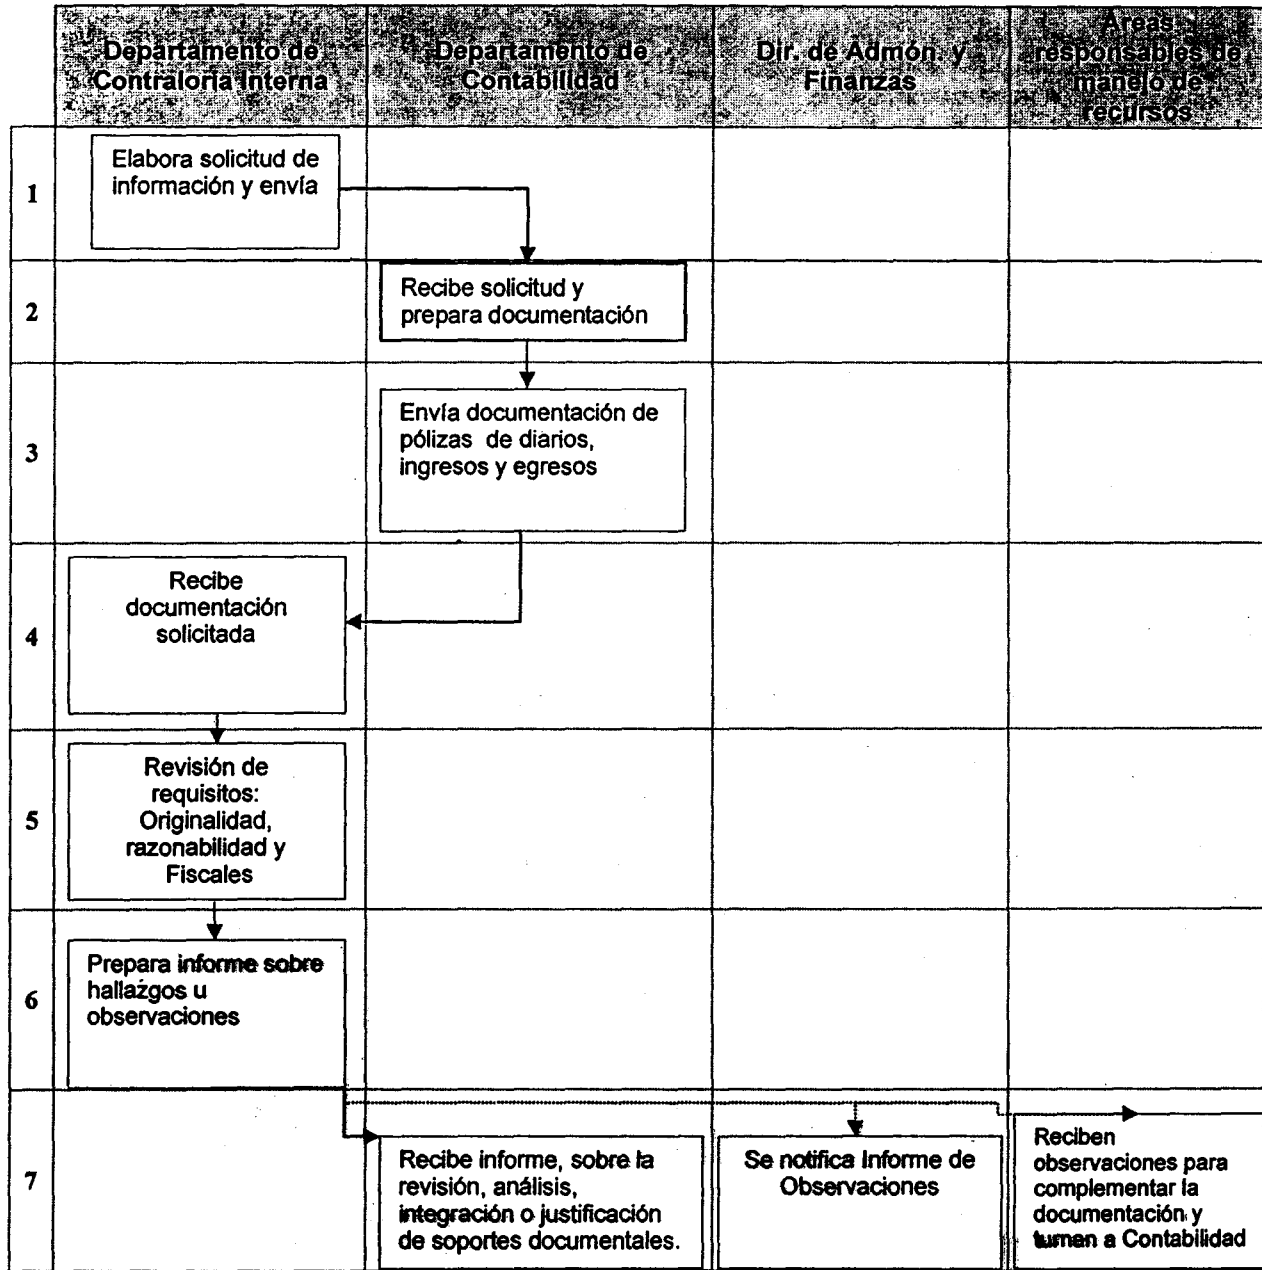 Departamento de
Contraloría Interna
Departamento de
Contabilidad
Dir. de Admón. y
Finanzas
Áreas
responsables de
manejo de
recursos
1
Elabora solicitud de
información y envía
2
Recibe solicitud y
prepara documentación
3
Envía documentación de
pólizas de diarios,
ingresos y egresos
4
Recibe
documentación
solicitada
5
Revisión de
requisitos:
Originalidad,
razonabilidad y
Fiscales
6
Prepara informe sobre
hallazgos u
observaciones
7
Recibe informe, sobre la
revisión, análisis,
integración o justificación
de soportes documentales.
Se notifica Informe de
Observaciones
Reciben
observaciones para
complementar la
documentación y
turnen a Contabilidad